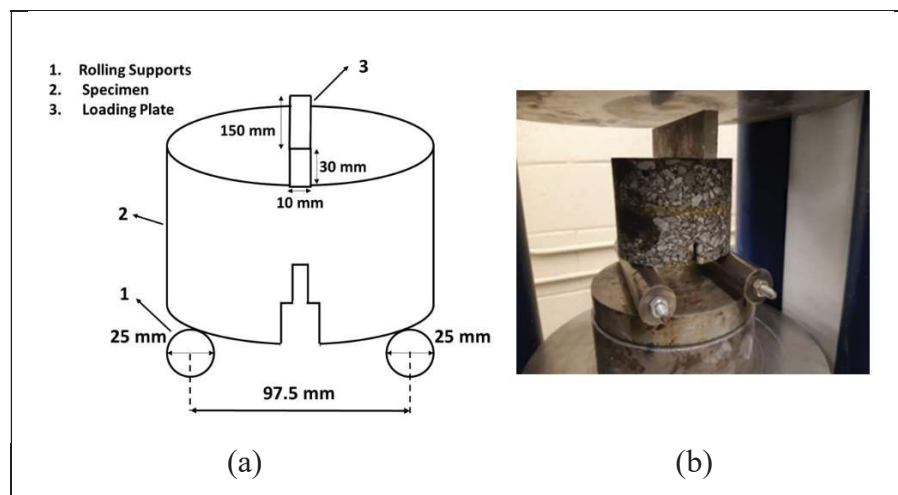 1. Rolling Supports
2. Specimen
3. Loading Plate
3
150 mm
30 mm
10 mm
2
1
25 mm
25 mm
97.5 mm
(a)
(b)